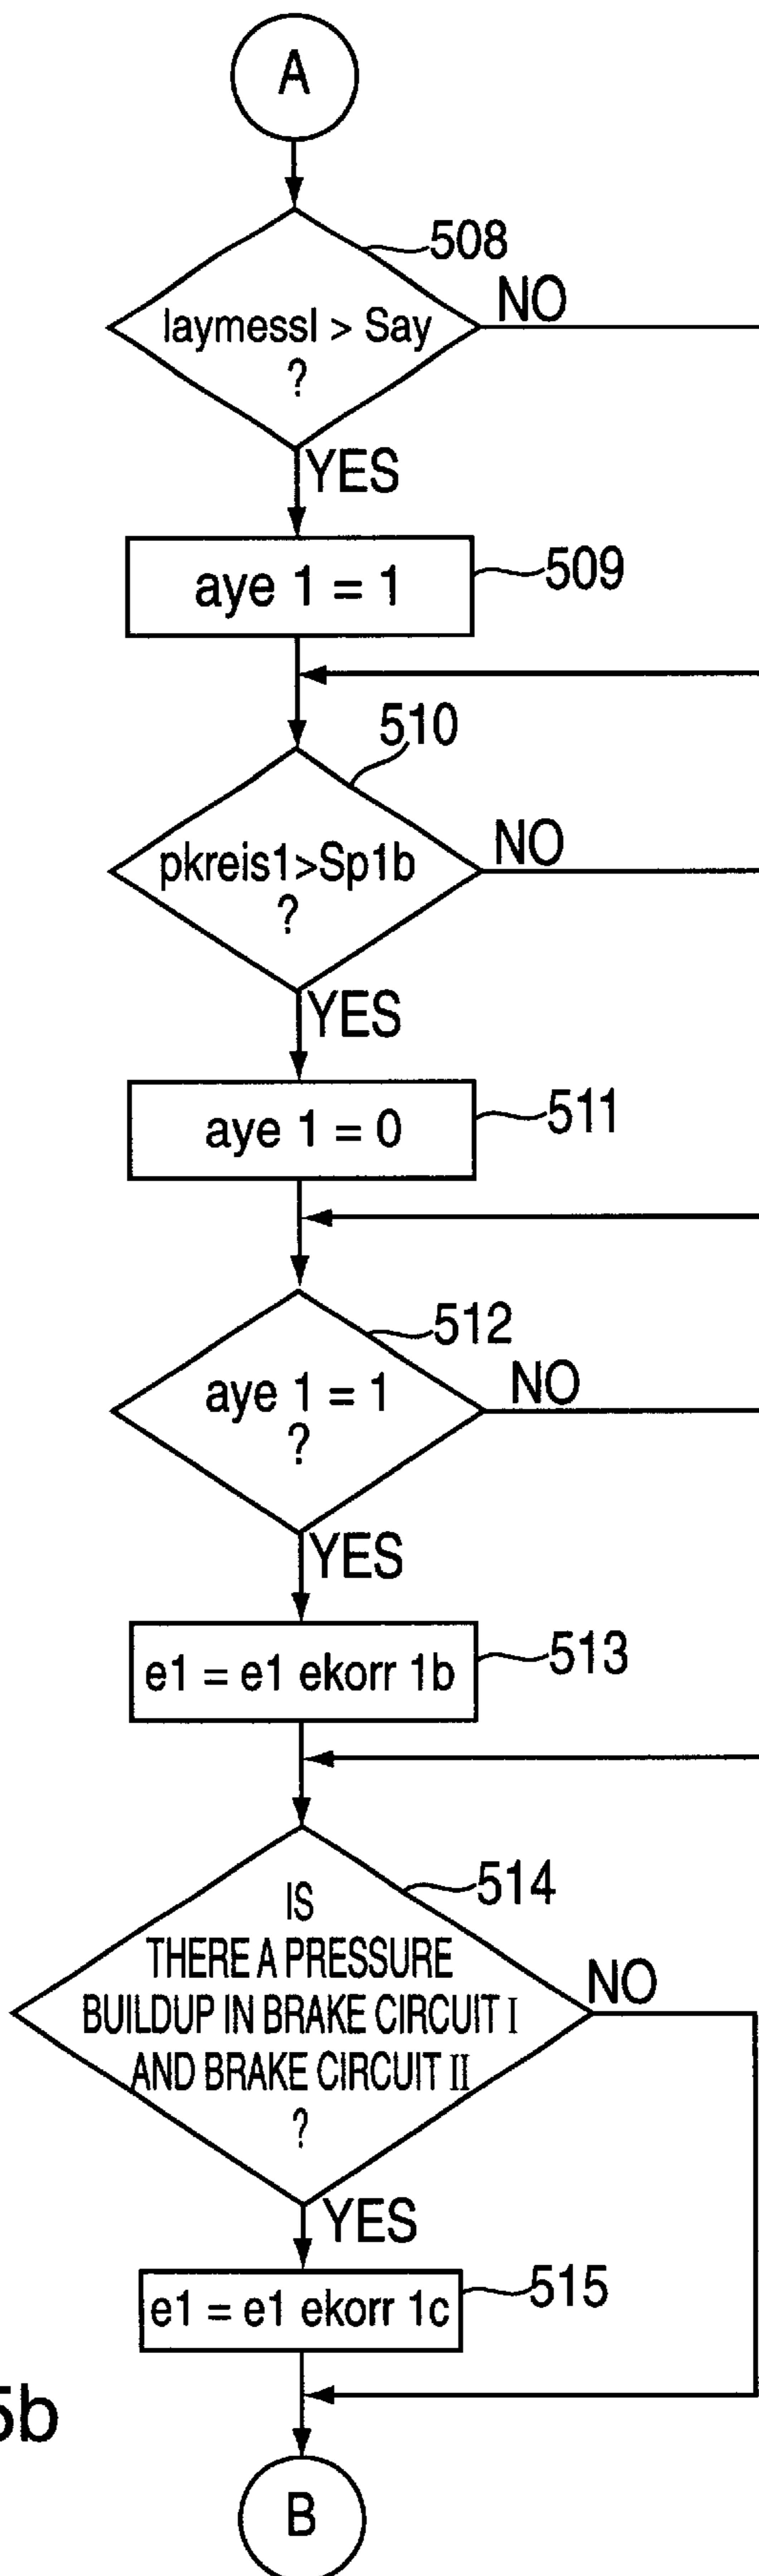 A
508
laymessI > Say
?
NO
YES
aye 1 = 1
509
510
pkreis1>Sp1b
?
NO
YES
aye 1 = 0
511
512
aye 1 = 1
?
NO
YES
e1 = e1 ekorr 1b
513
514
IS
THERE A PRESSURE
BUILDUP IN BRAKE CIRCUIT I
AND BRAKE CIRCUIT II
?
NO
YES
e1 = e1 ekorr 1c
515
5b
B